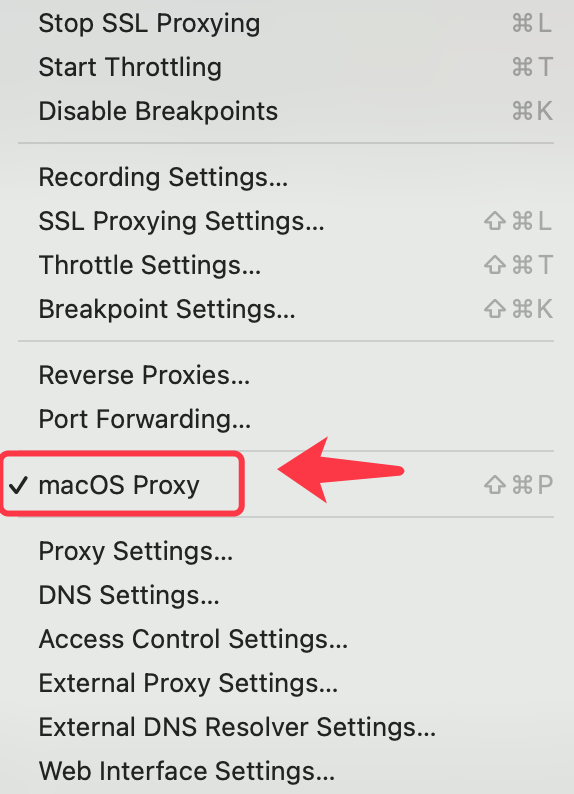 Stop SSL Proxying ⌘L
Start Throttling ⌘T
Disable Breakpoints ⌘K
Recording Settings...
SSL Proxying Settings... ⇧⌘L
Throttle Settings... ⇧⌘T
Breakpoint Settings... ⇧⌘K
Reverse Proxies...
Port Forwarding...
✓ macOS Proxy ⇧⌘P
Proxy Settings...
DNS Settings...
Access Control Settings...
External Proxy Settings...
External DNS Resolver Settings...
Web Interface Settings...